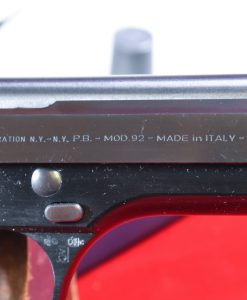 RATION N.Y.-N.Y. P.B. - MOD.92 - MADE in ITALY -